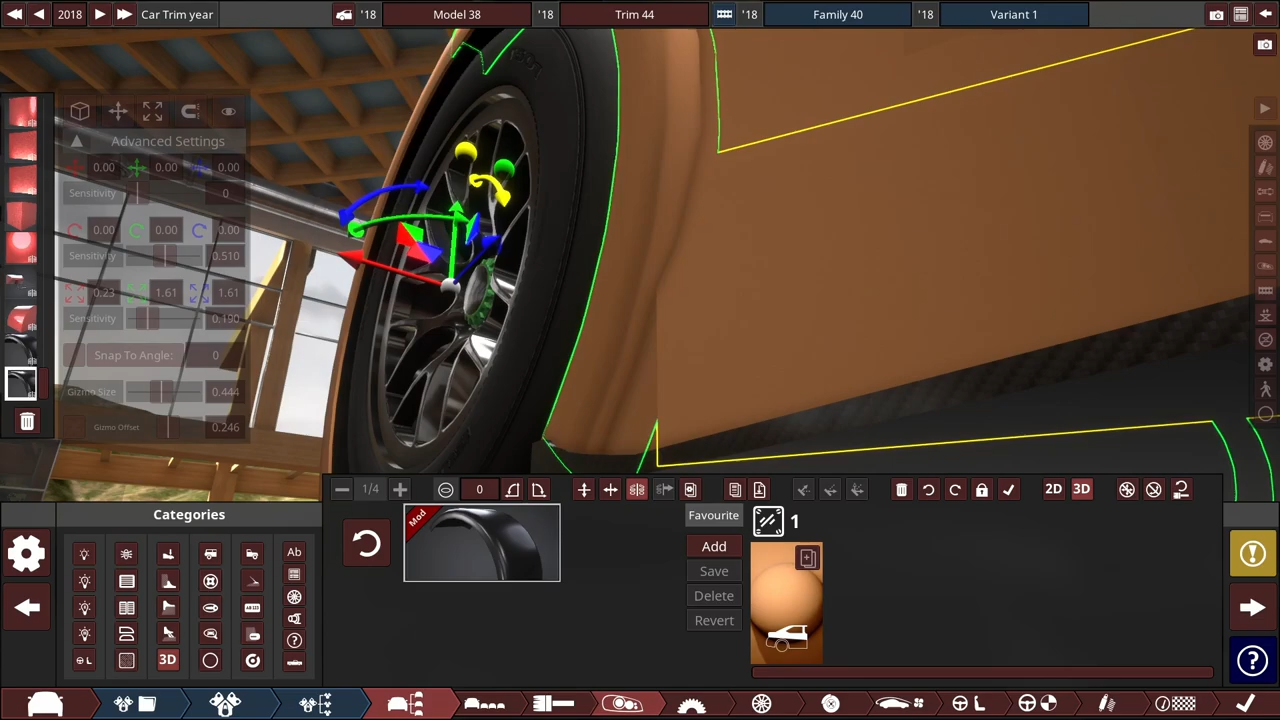 2018
Car Trim year
'18
Model 38
'18
Trim 44
'18
Family 40
'18
Variant 1
Advanced Settings
0.00
0.00
0.00
Sensitivity
0
0.00
0.00
0.00
Sensitivity
0.510
0.23
1.61
1.61
Sensitivity
0.190
Snap To Angle:
0
Gizmo Size
0.444
Gizmo Offset
0.246
1/4
0
2D
3D
Categories
Mod
Favourite
Add
Save
Delete
Revert
1
Ab
L
3D
?
?